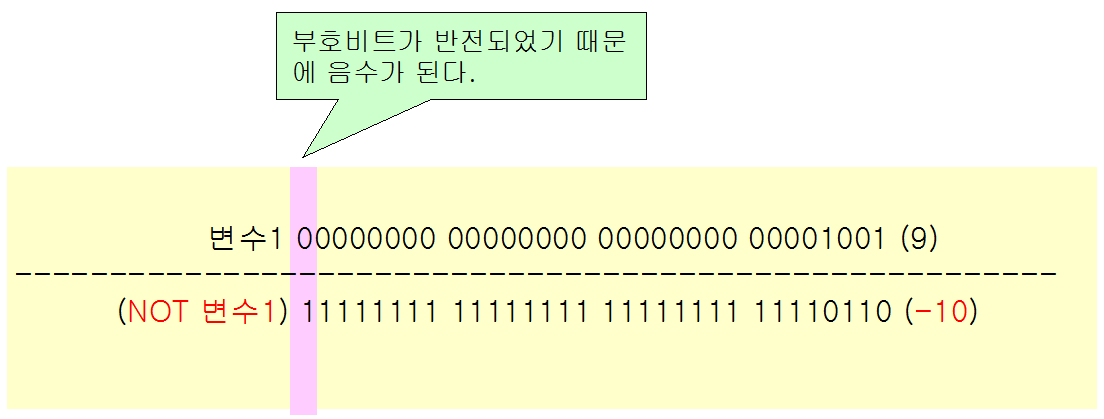 부호비트가 반전되었기 때문
에 음수가 된다.
변수1 00000000 00000000 00000000 00001001 (9)
--------------------------------------------------------
(NOT 변수1) 11111111 11111111 11111111 11110110 (-10)